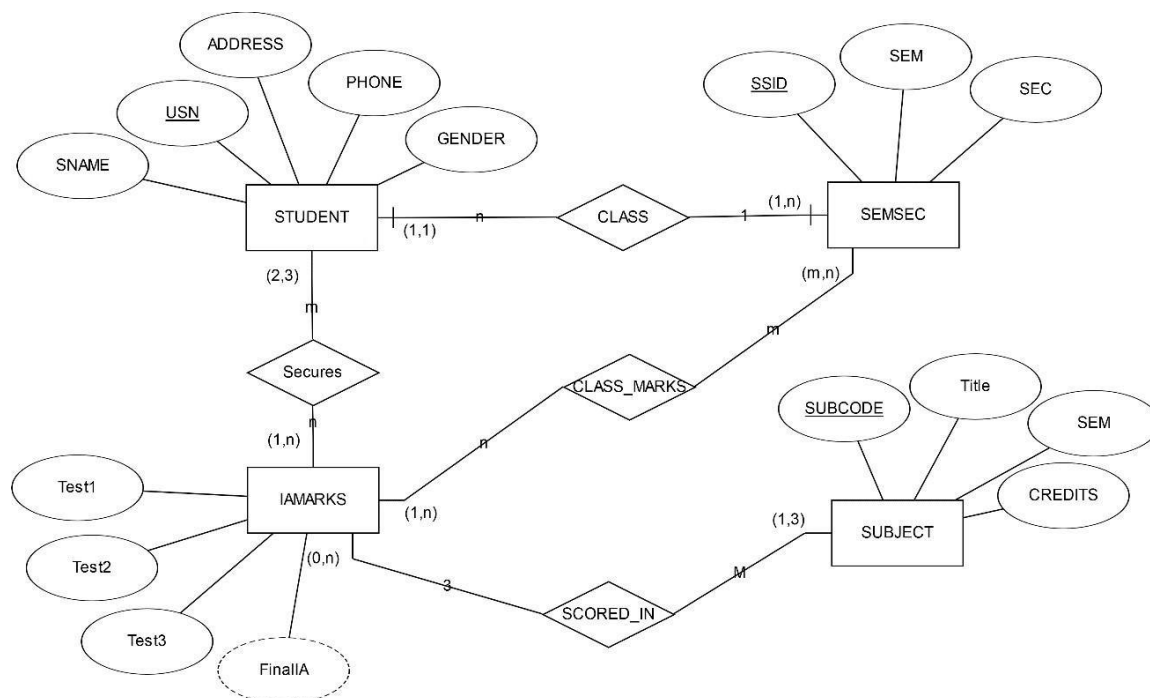 ADDRESS
SEM
PHONE
SSID
SEC
USN
GENDER
SNAME
STUDENT
n
CLASS
1
(1,n)
SEMSEC
(1,1)
(2,3)
(m,n)
m
m
Secures
CLASS_MARKS
n
Title
SUBCODE
SEM
(1,n)
n
Test1
IAMARKS
(1,n)
CREDITS
(1,3)
SUBJECT
Test2
(0,n)
3
M
SCORED_IN
Test3
FinalIA